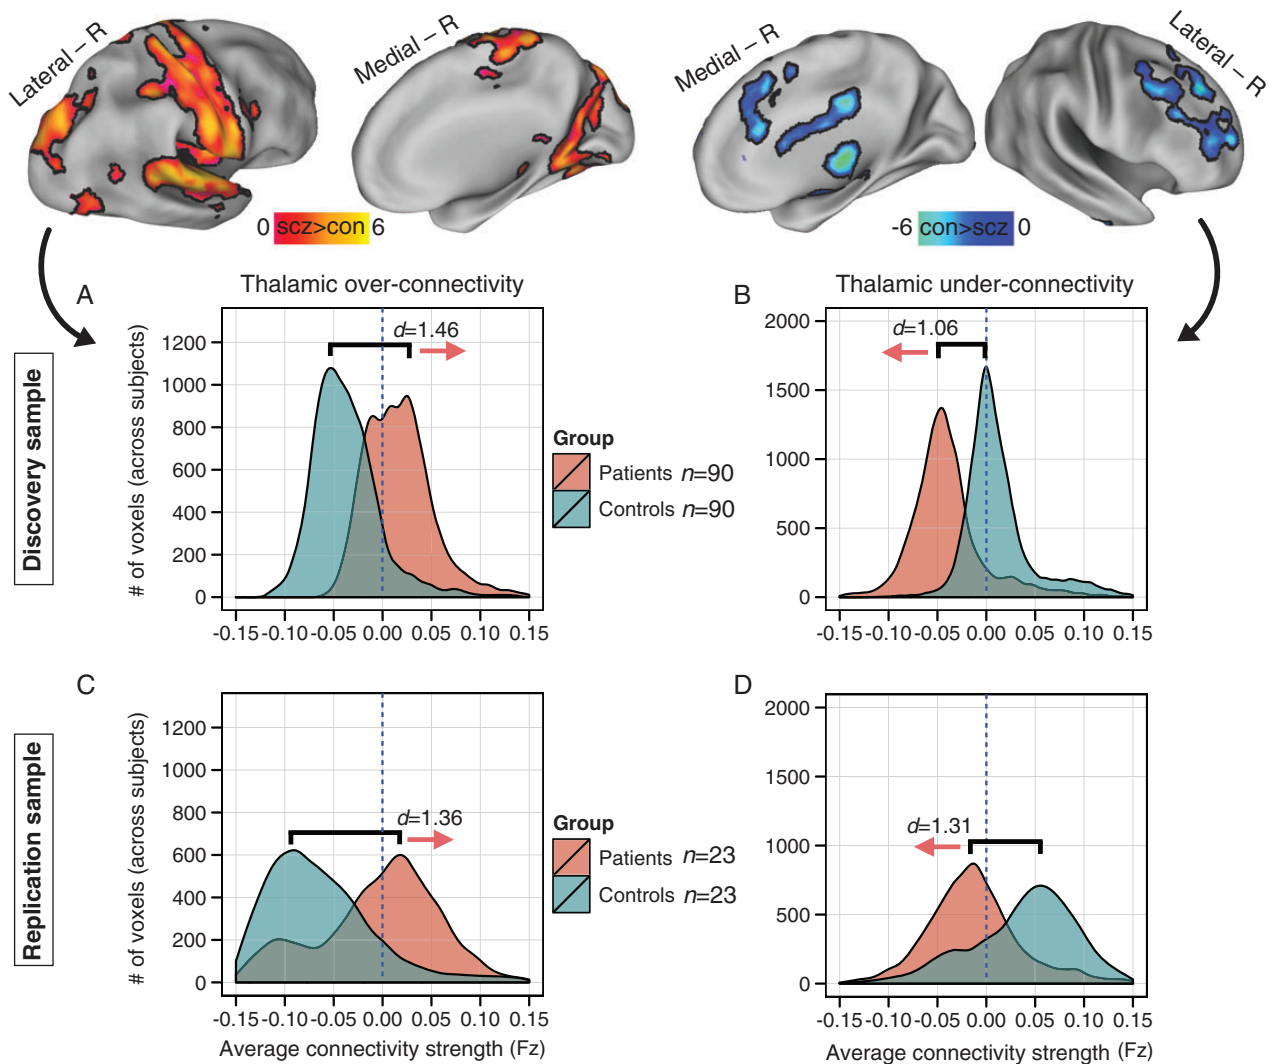 Lateral – R
Medial – R
Medial – R
Lateral – R
0 scz>con 6
-6 con>scz 0
A
Thalamic over-connectivity
B
Thalamic under-connectivity
Discovery sample
# of voxels (across subjects)
1200
1000
800
600
400
200
0
d=1.46
-0.15 -0.10 -0.05 0.00 0.05 0.10 0.15
Group
Patients n=90
Controls n=90
2000
1500
1000
500
0
d=1.06
-0.15 -0.10 -0.05 0.00 0.05 0.10 0.15
C
D
Replication sample
# of voxels (across subjects)
1200
1000
800
600
400
200
0
d=1.36
-0.15 -0.10 -0.05 0.00 0.05 0.10 0.15
Average connectivity strength (Fz)
Group
Patients n=23
Controls n=23
2000
1500
1000
500
0
d=1.31
-0.15 -0.10 -0.05 0.00 0.05 0.10 0.15
Average connectivity strength (Fz)